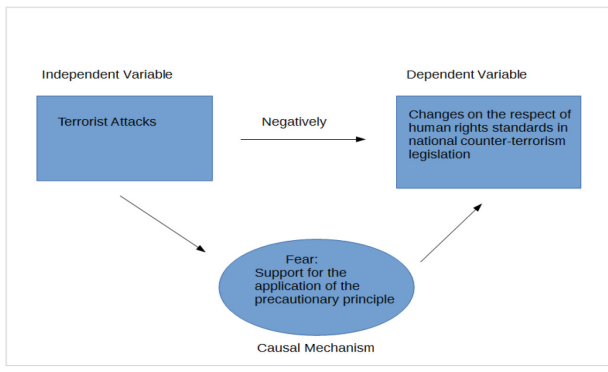 Independent Variable
Dependent Variable
Terrorist Attacks
Negatively
Changes on the respect of
human rights standards in
national counter-terrorism
legislation
Fear:
Support for the
application of the
precautionary principle
Causal Mechanism